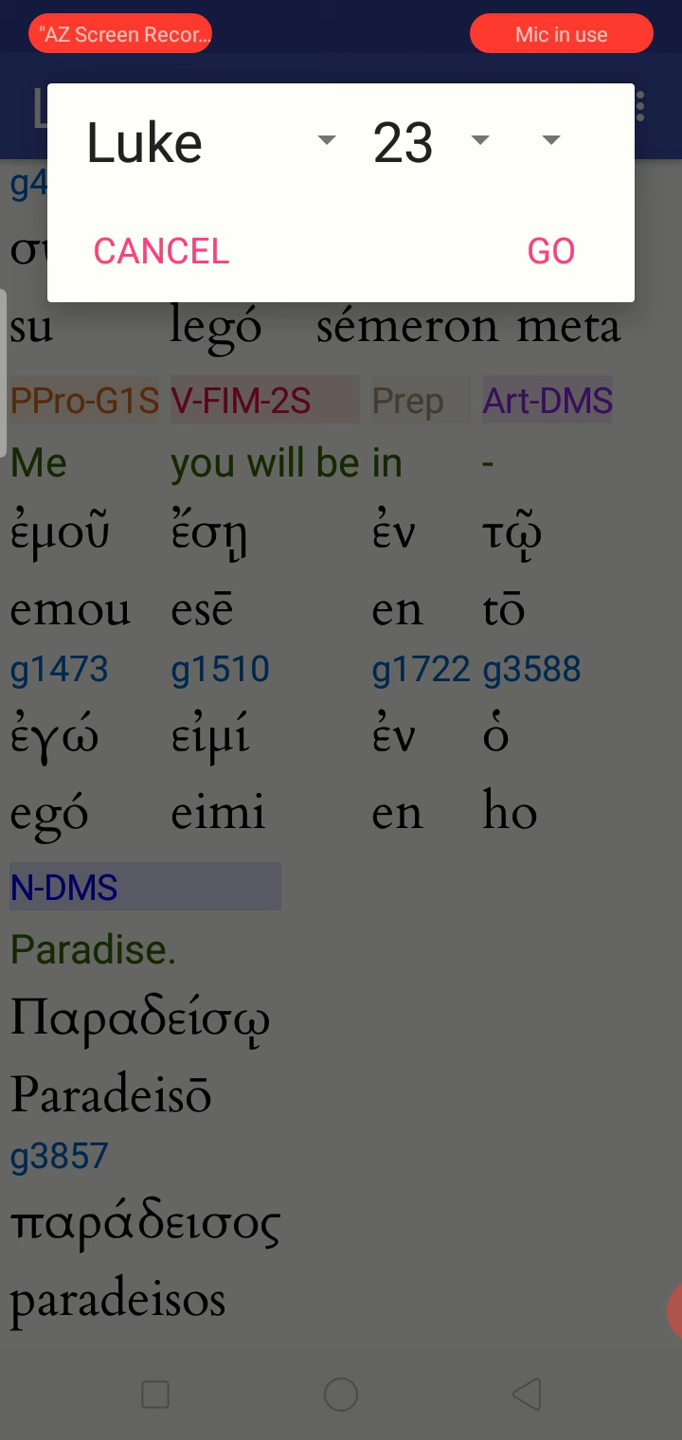 "AZ Screen Recor... Mic in use
Luke 23
CANCEL GO
su legó sémeron meta
PPro-G1S V-FIM-2S Prep Art-DMS
Me you will be in -
ἐμοῦ ἔσῃ ἐν τῷ
emou esē en tō
g1473 g1510 g1722 g3588
ἐγώ εἰμί ἐν ὁ
egó eimi en ho
N-DMS
Paradise.
Παραδείσῳ
Paradeisō
g3857
παράδεισος
paradeisos